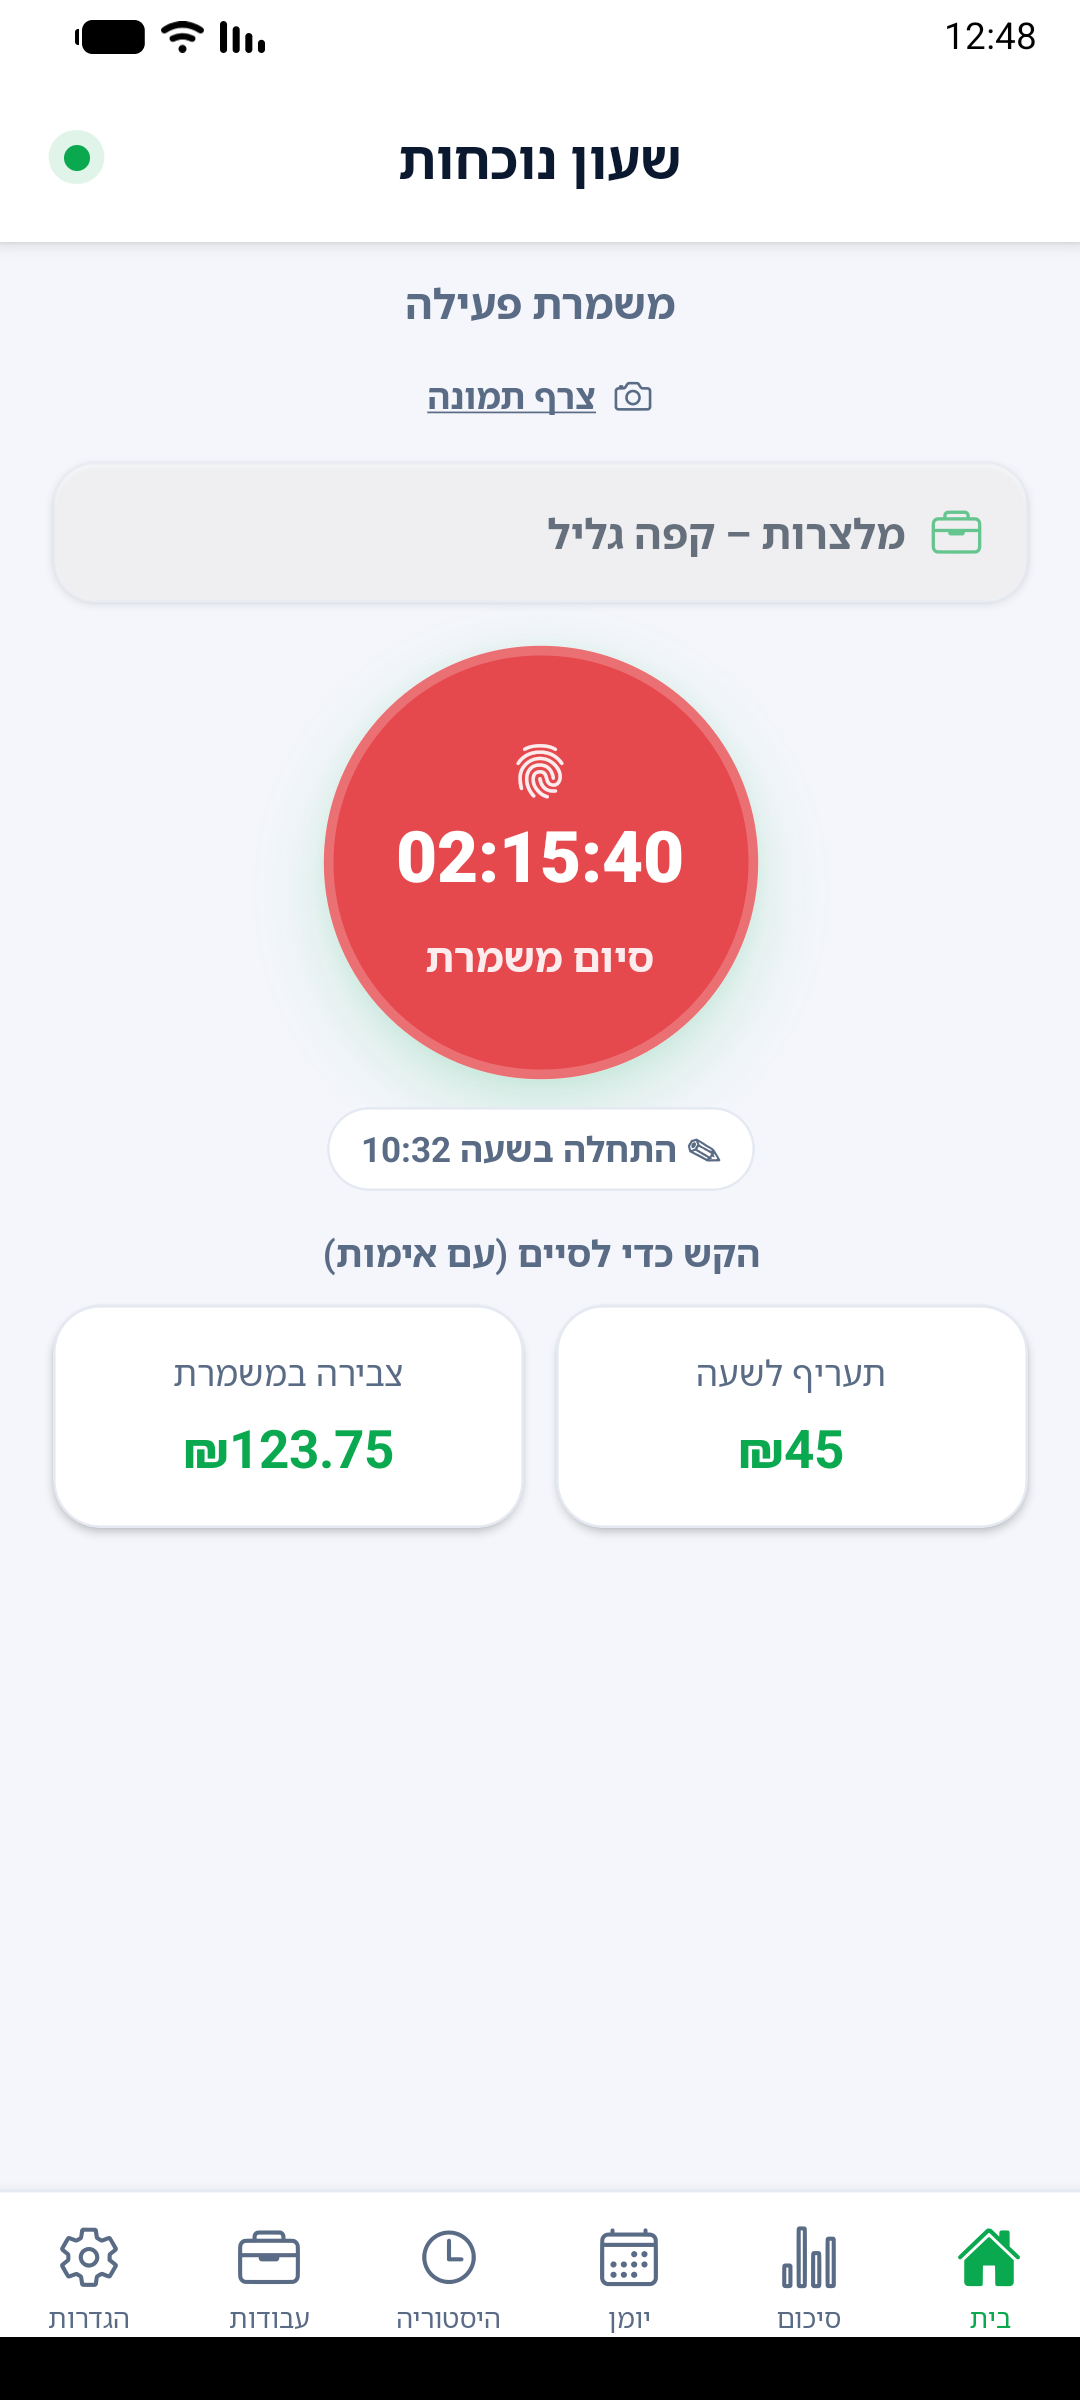 12:48
שעון נוכחות
משמרת פעילה
צרף תמונה
מלצרות – קפה גליל
02:15:40
סיום משמרת
✎ התחלה בשעה 10:32
הקש כדי לסיים (עם אימות)
תעריף לשעה
₪45
צבירה במשמרת
₪123.75
בית
סיכום
יומן
היסטוריה
עבודות
הגדרות